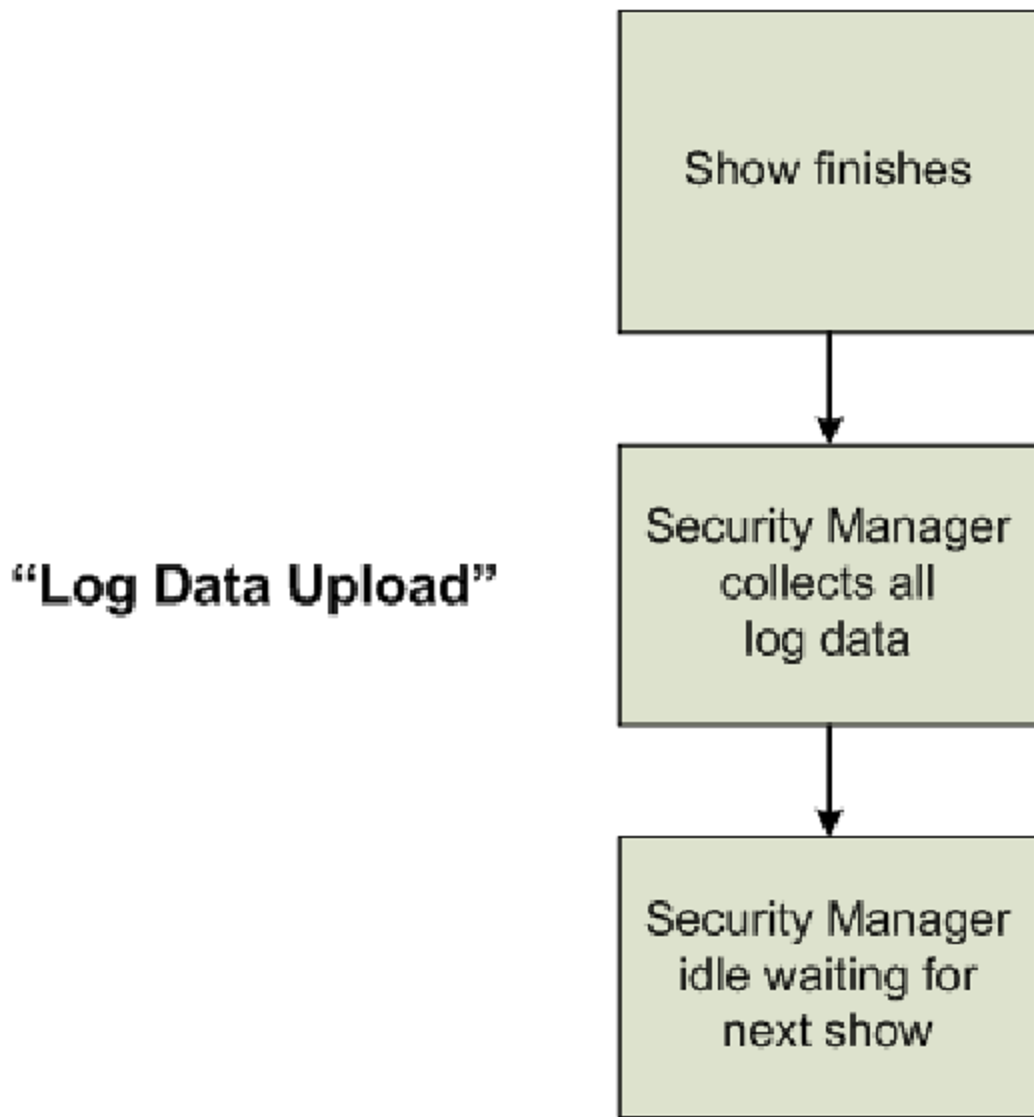 Show finishes
Security Manager
collects all
log data
“Log Data Upload”
Security Manager
idle waiting for
next show